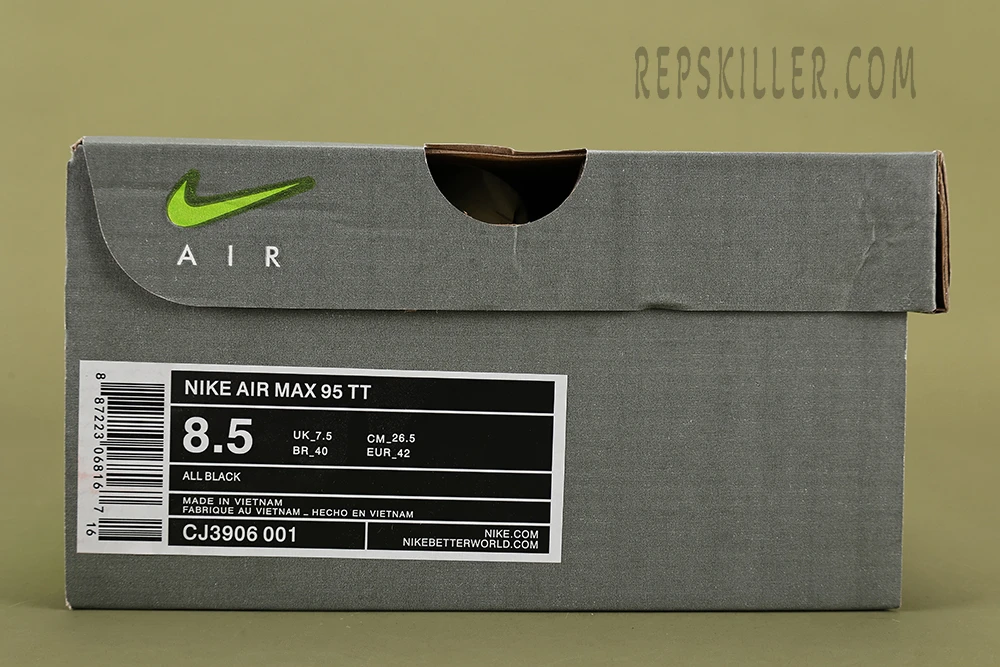 REPSKILLER.COM
AIR
NIKE AIR MAX 95 TT
8.5
UK_7.5
CM_26.5
BR_40
EUR_42
ALL BLACK
MADE IN VIETNAM
FABRIQUE AU VIETNAM _ HECHO EN VIETNAM
CJ3906 001
NIKE.COM
NIKEBETTERWORLD.COM
8 87223 06816 7
16